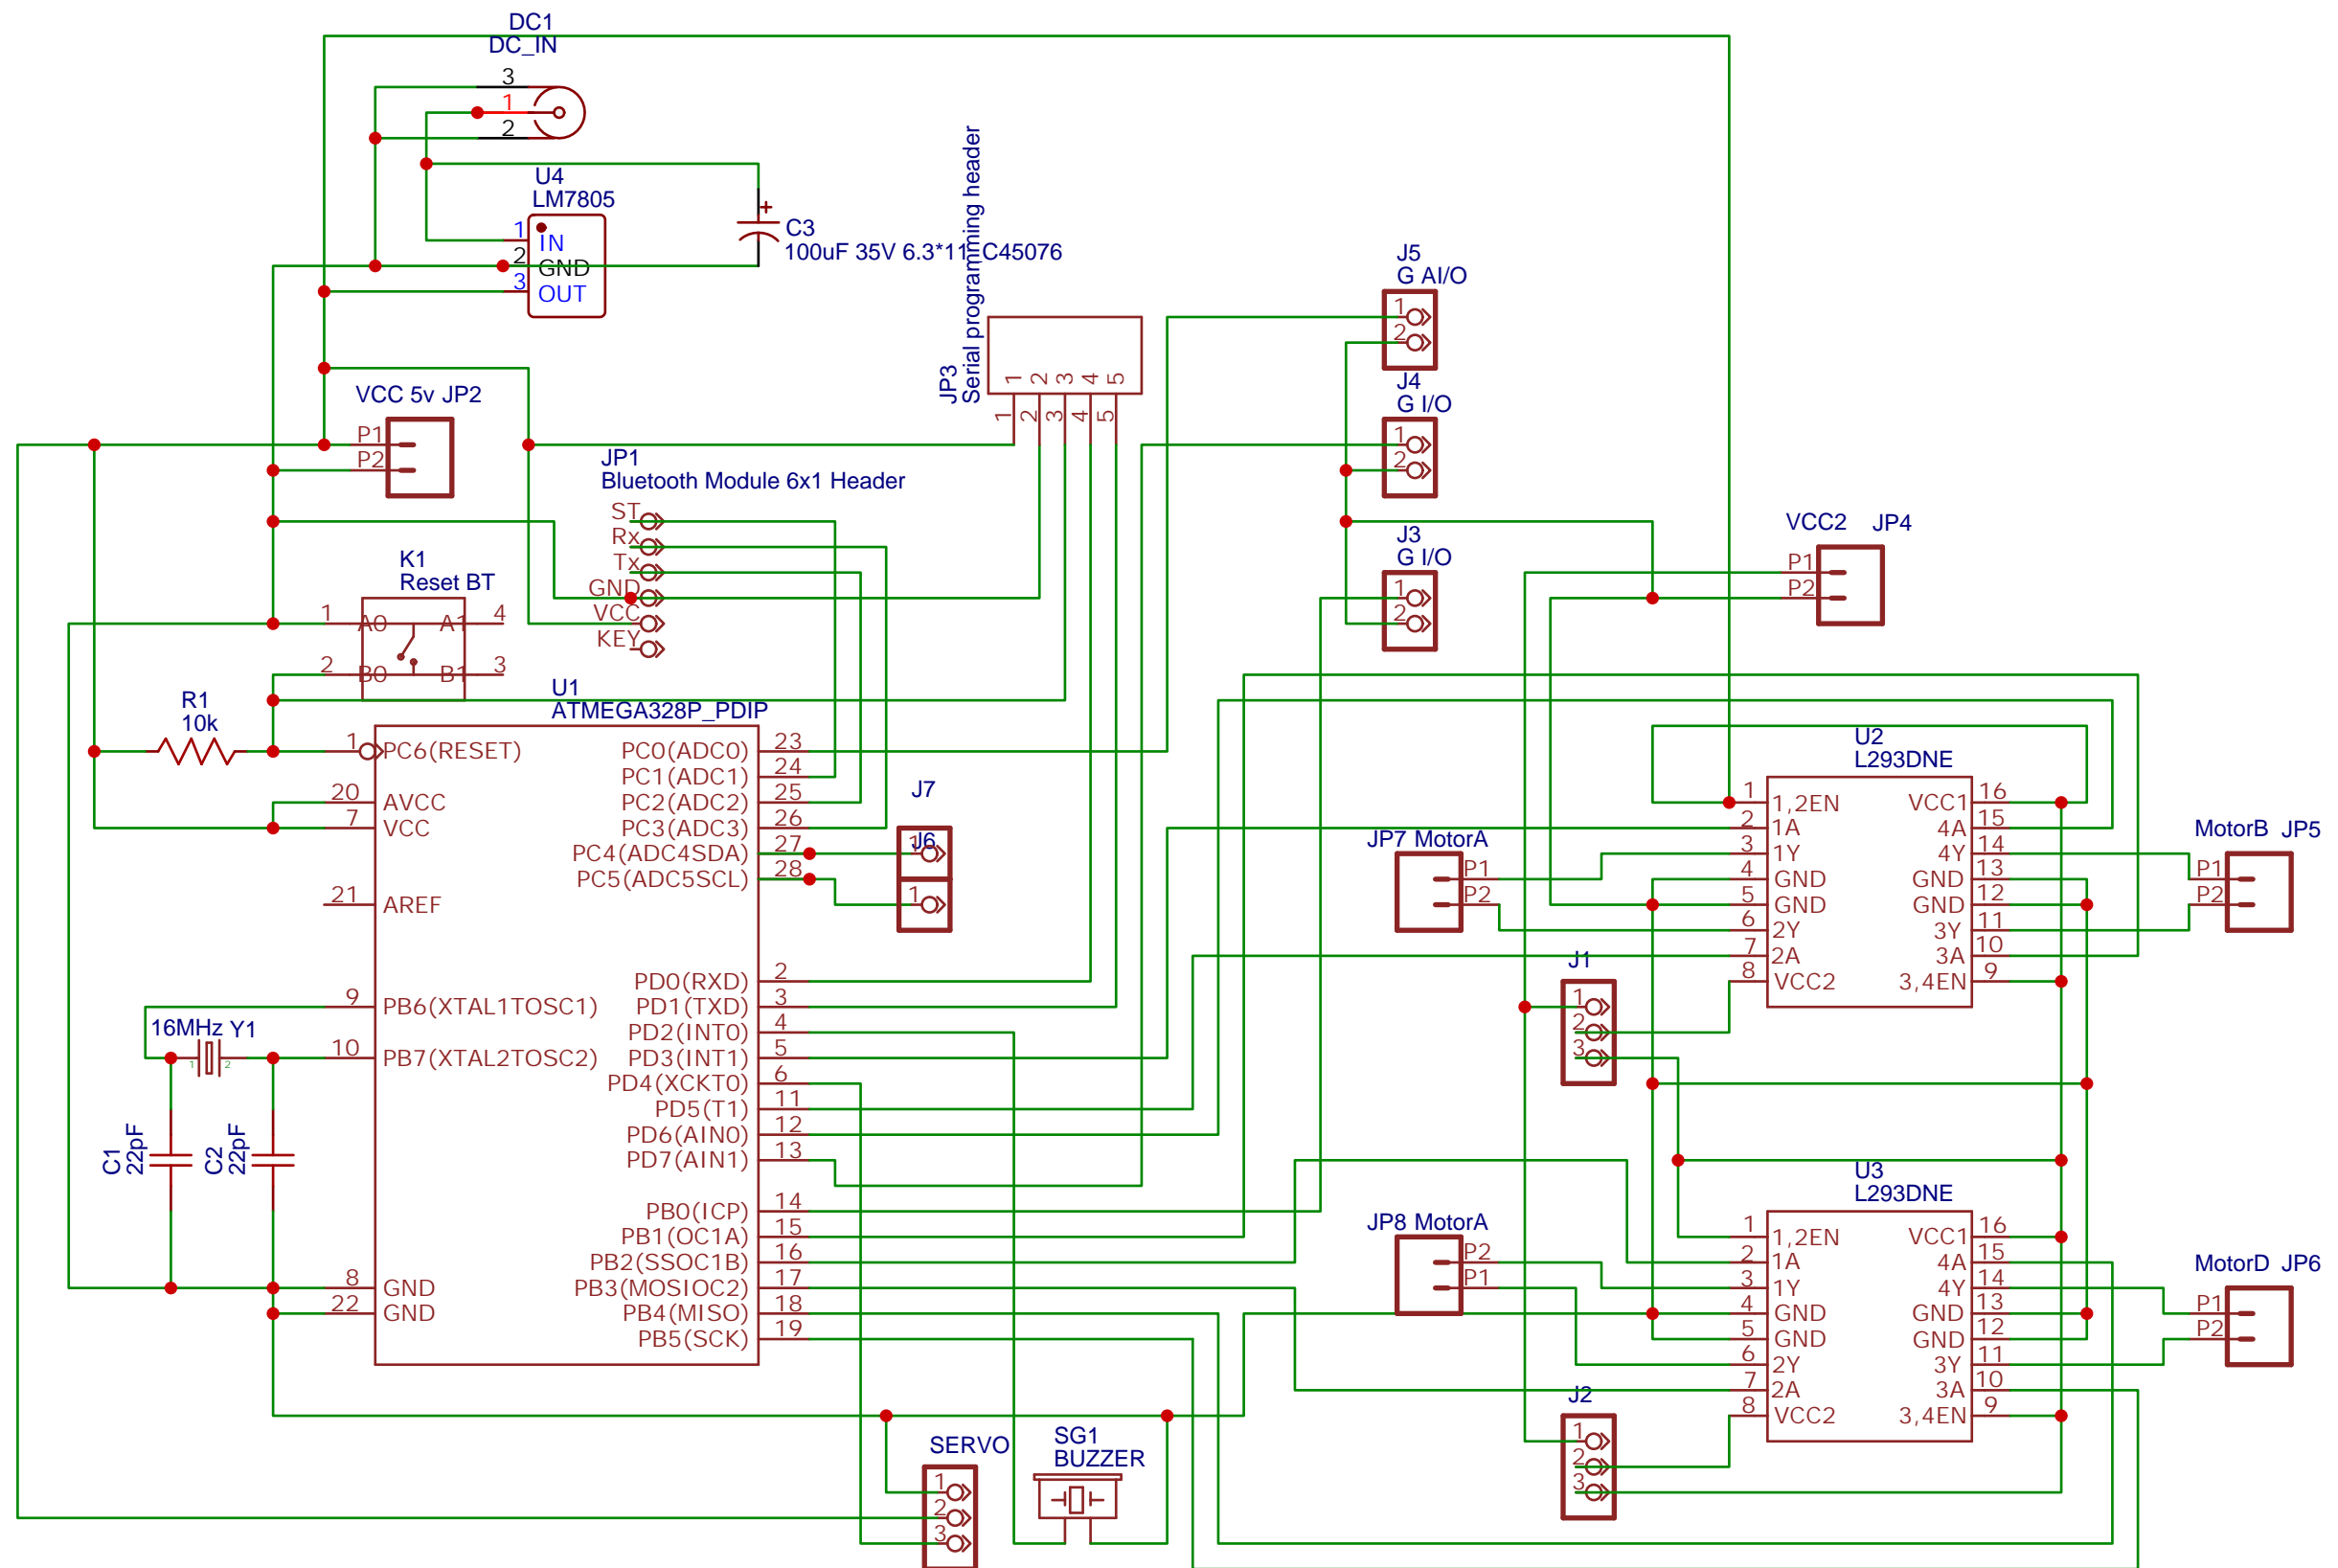 DC1
DC_IN
3
1
2
U4
LM7805
1 IN
2 GND
3 OUT
C3
100uF 35V 6.3*11 C45076
JP3
Serial programming header
1 2 3 4 5
1 2 3 4 5
J5
G AI/O
1
2
J4
G I/O
1
2
J3
G I/O
1
2
VCC 5v JP2
P1
P2
JP1
Bluetooth Module 6x1 Header
ST
Rx
Tx
GND
VCC
KEY
VCC2 JP4
P1
P2
K1
Reset BT
1 A0 A1 4
2 B0 B1 3
R1
10k
U1
ATMEGA328P_PDIP
1 PC6(RESET)
20 AVCC
7 VCC
21 AREF
9 PB6(XTAL1TOSC1)
10 PB7(XTAL2TOSC2)
8 GND
22 GND
PC0(ADC0) 23
PC1(ADC1) 24
PC2(ADC2) 25
PC3(ADC3) 26
PC4(ADC4SDA) 27
PC5(ADC5SCL) 28
PD0(RXD) 2
PD1(TXD) 3
PD2(INT0) 4
PD3(INT1) 5
PD4(XCKT0) 6
PD5(T1) 11
PD6(AIN0) 12
PD7(AIN1) 13
PB0(ICP) 14
PB1(OC1A) 15
PB2(SSOC1B) 16
PB3(MOSIOC2) 17
PB4(MISO) 18
PB5(SCK) 19
16MHz Y1
1 2
C1
22pF
C2
22pF
J7
1
J6
1
U2
L293DNE
1 1,2EN VCC1 16
2 1A 4A 15
3 1Y 4Y 14
4 GND GND 13
5 GND GND 12
6 2Y 3Y 11
7 2A 3A 10
8 VCC2 3,4EN 9
JP7 MotorA
P1
P2
MotorB JP5
P1
P2
J1
1
2
3
U3
L293DNE
1 1,2EN VCC1 16
2 1A 4A 15
3 1Y 4Y 14
4 GND GND 13
5 GND GND 12
6 2Y 3Y 11
7 2A 3A 10
8 VCC2 3,4EN 9
JP8 MotorA
P2
P1
MotorD JP6
P1
P2
J2
1
2
3
SERVO
1
2
3
SG1
BUZZER